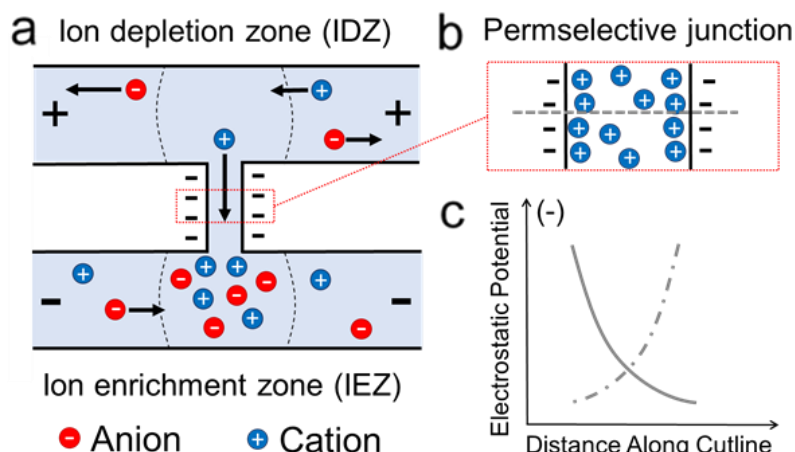 a Ion depletion zone (IDZ)
b Permselective junction
+ +
- -
Ion enrichment zone (IEZ)
Anion Cation
c
(-)
Electrostatic Potential
Distance Along Cutline